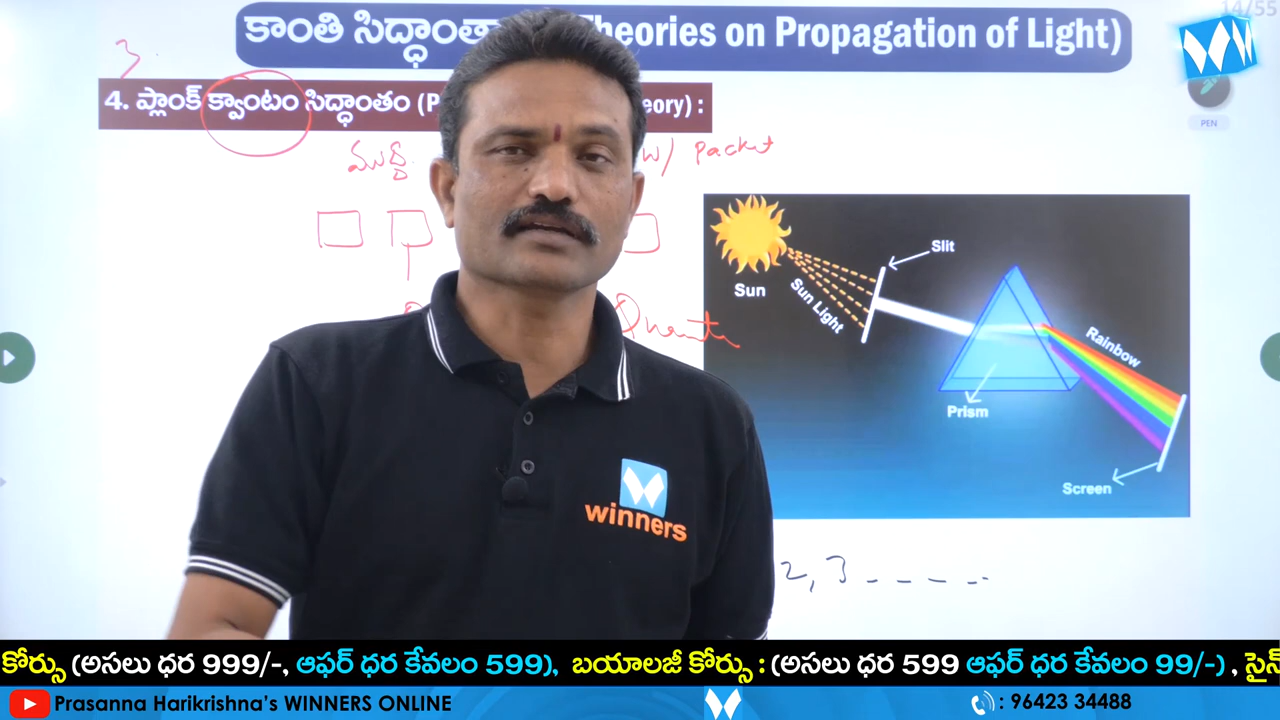 14/55
కాంతి సిద్ధాంతా heories on Propagation of Light)
3
4. ప్లాంక్ క్వాంటం సిద్ధాంతం (P eory) :
PEN
w/ packet
Slit
Sun
Sun Light
Rainbow
Prism
Screen
winners
2, 3 - - - - -
కోర్సు (అసలు ధర 999/-, ఆఫర్ ధర కేవలం 599), బయాలజీ కోర్సు : (అసలు ధర 599 ఆఫర్ ధర కేవలం 99/-) , సైన్
Prasanna Harikrishna's WINNERS ONLINE
: 96423 34488